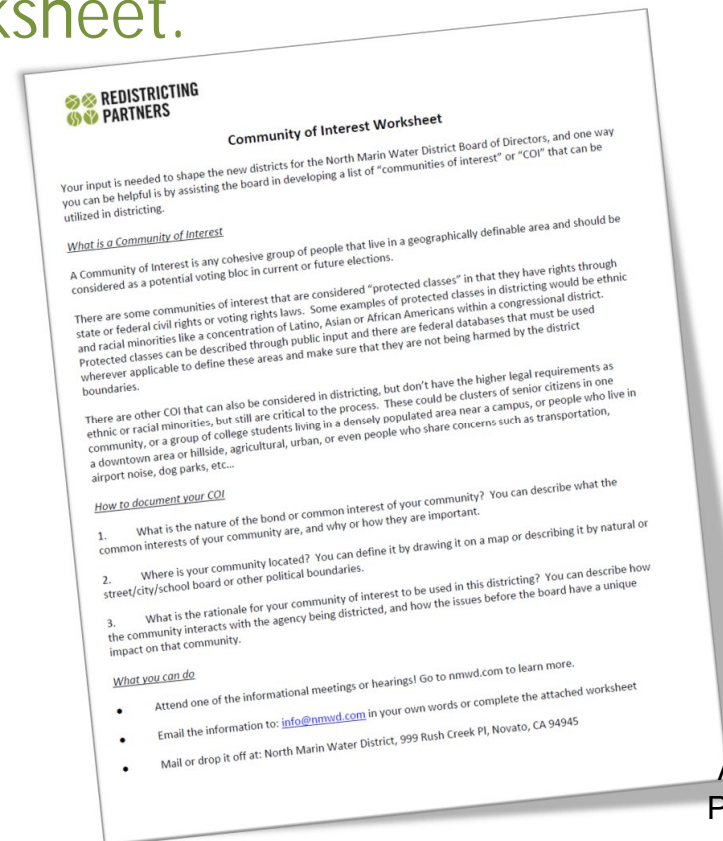 ksheet.
REDISTRICTING
PARTNERS
Community of Interest Worksheet
Your input is needed to shape the new districts for the North Marin Water District Board of Directors, and one way
you can be helpful is by assisting the board in developing a list of “communities of interest” or “COI” that can be
utilized in districting.
What is a Community of Interest
A Community of Interest is any cohesive group of people that live in a geographically definable area and should be
considered as a potential voting bloc in current or future elections.
There are some communities of interest that are considered “protected classes” in that they have rights through
state or federal civil rights or voting rights laws. Some examples of protected classes in districting would be ethnic
and racial minorities like a concentration of Latino, Asian or African Americans within a congressional district.
Protected classes can be described through public input and there are federal databases that must be used
wherever applicable to define these areas and make sure that they are not being harmed by the district
boundaries.
There are other COI that can also be considered in districting, but don’t have the higher legal requirements as
ethnic or racial minorities, but still are critical to the process. These could be clusters of senior citizens in one
community, or a group of college students living in a densely populated area near a campus, or people who live in
a downtown area or hillside, agricultural, urban, or even people who share concerns such as transportation,
airport noise, dog parks, etc...
How to document your COI
1. What is the nature of the bond or common interest of your community? You can describe what the
common interests of your community are, and why or how they are important.
2. Where is your community located? You can define it by drawing it on a map or describing it by natural or
street/city/school board or other political boundaries.
3. What is the rationale for your community of interest to be used in this districting? You can describe how
the community interacts with the agency being districted, and how the issues before the board have a unique
impact on that community.
What you can do
• Attend one of the informational meetings or hearings! Go to nmwd.com to learn more.
• Email the information to: info@nmwd.com in your own words or complete the attached worksheet
• Mail or drop it off at: North Marin Water District, 999 Rush Creek Pl, Novato, CA 94945
P